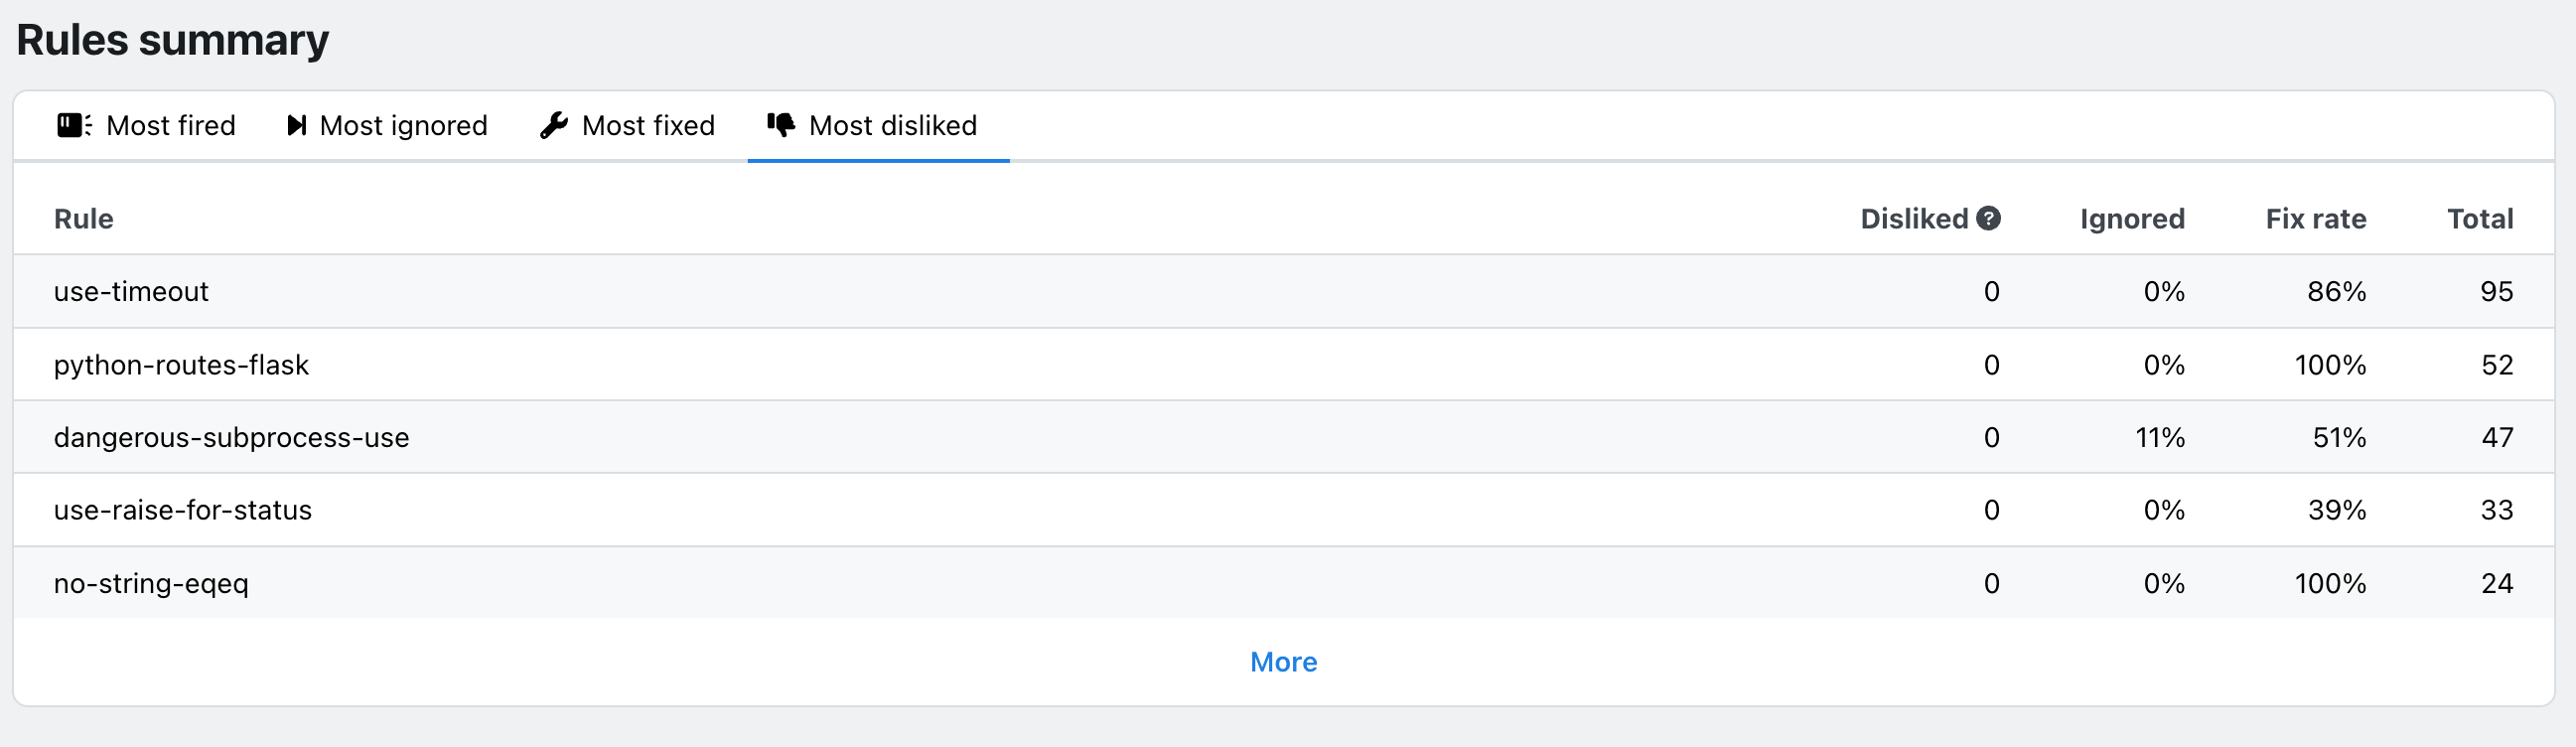 Rules summary
Most fired Most ignored Most fixed Most disliked
Rule Disliked ? Ignored Fix rate Total
use-timeout 0 0% 86% 95
python-routes-flask 0 0% 100% 52
dangerous-subprocess-use 0 11% 51% 47
use-raise-for-status 0 0% 39% 33
no-string-eqeq 0 0% 100% 24
More